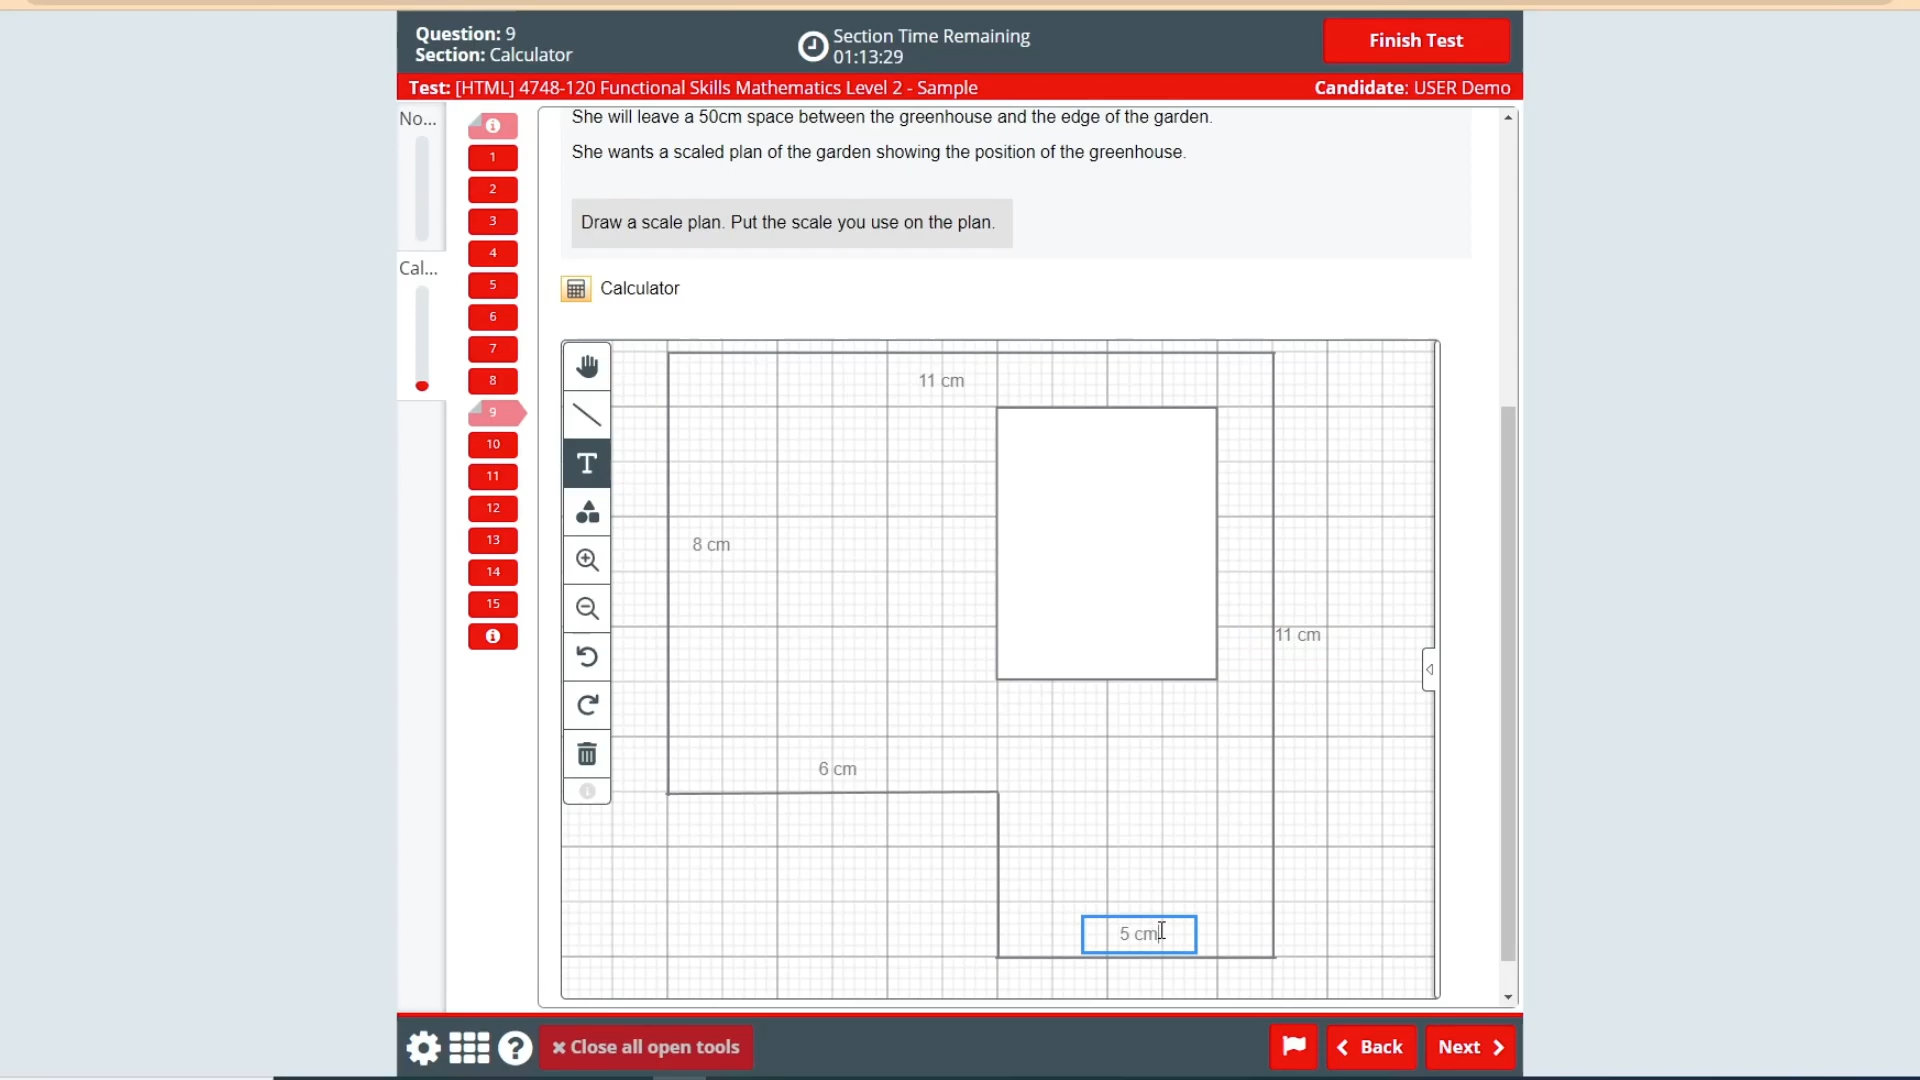 Question: 9
Section: Calculator
Section Time Remaining
01:13:29
Finish Test
Test: [HTML] 4748-120 Functional Skills Mathematics Level 2 - Sample
Candidate: USER Demo
No...
Cal...
1
2
3
4
5
6
7
8
9
10
11
12
13
14
15
She will leave a 50cm space between the greenhouse and the edge of the garden.
She wants a scaled plan of the garden showing the position of the greenhouse.
Draw a scale plan. Put the scale you use on the plan.
Calculator
11 cm
8 cm
11 cm
6 cm
5 cm
Close all open tools
Back
Next